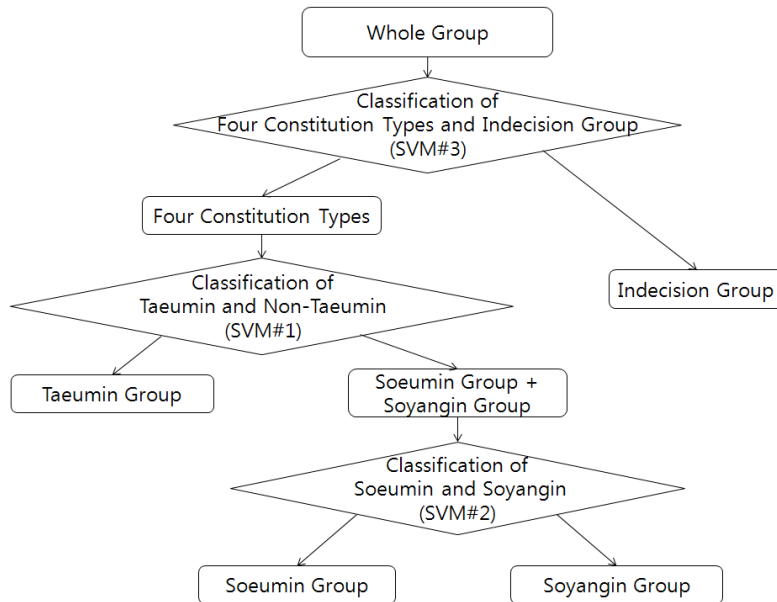 Whole Group
Classification of
Four Constitution Types and Indecision Group
(SVM#3)
Four Constitution Types
Classification of
Taeumin and Non-Taeumin
(SVM#1)
Indecision Group
Taeumin Group
Soeumin Group +
Soyangin Group
Classification of
Soeumin and Soyangin
(SVM#2)
Soeumin Group
Soyangin Group